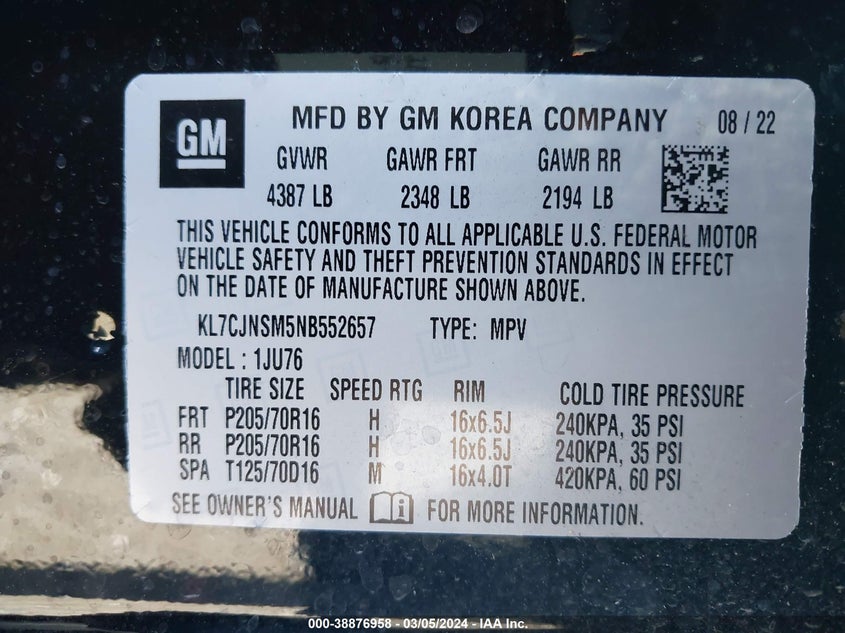 GM MFD BY GM KOREA COMPANY 08 / 22
GVWR GAWR FRT GAWR RR
4387 LB 2348 LB 2194 LB
THIS VEHICLE CONFORMS TO ALL APPLICABLE U.S. FEDERAL MOTOR
VEHICLE SAFETY AND THEFT PREVENTION STANDARDS IN EFFECT
ON THE DATE OF MANUFACTURE SHOWN ABOVE.
KL7CJNSM5NB552657 TYPE: MPV
MODEL : 1JU76
TIRE SIZE SPEED RTG RIM COLD TIRE PRESSURE
FRT P205/70R16 H 16x6.5J 240KPA, 35 PSI
RR P205/70R16 H 16x6.5J 240KPA, 35 PSI
SPA T125/70D16 M 16x4.0T 420KPA, 60 PSI
SEE OWNER'S MANUAL FOR MORE INFORMATION.
000-38876958 - 03/05/2024 - IAA Inc.